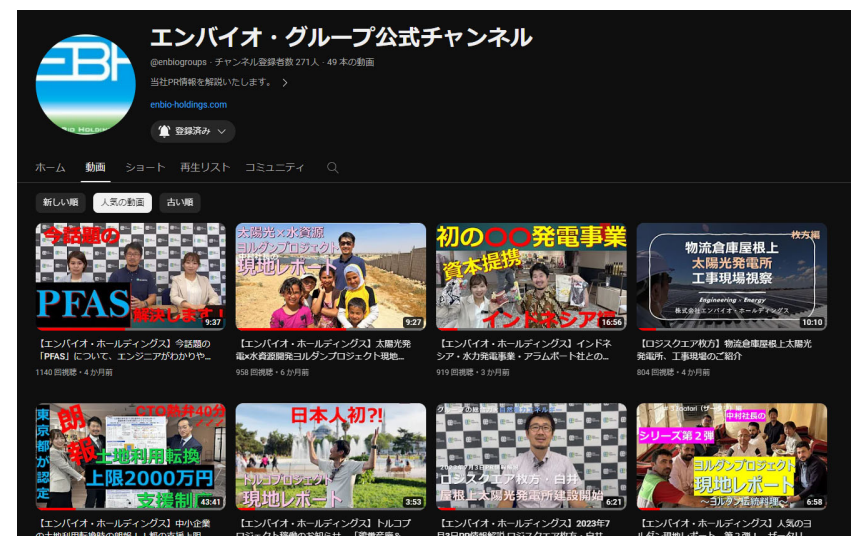 エンバイオ・グループ公式チャンネル
@enbiogroups · チャンネル登録者数 271人 · 49 本の動画
当社PR情報を解説いたします。 >
enbio-holdings.com
登録済み
ホーム 動画 ショート 再生リスト コミュニティ
新しい順 人気の動画 古い順
今話題の
PFAS
解決します!
9:37
太陽光×水資源
ヨルダンプロジェクト
現地レポート
9:27
初の〇〇発電事業
資本提携
インドネシア
16:56
枚方編
物流倉庫屋根上
太陽光発電所
工事現場視察
Engineering × Energy
株式会社エンバイオ・ホールディングス
10:10
【エンバイオ・ホールディングス】今話題の
「PFAS」について、エンジニアがわかりや...
1140 回視聴・4 か月前
【エンバイオ・ホールディングス】太陽光発
電×水資源開発ヨルダンプロジェクト現地...
958 回視聴・6 か月前
【エンバイオ・ホールディングス】インドネ
シア・水力発電事業・アラムポート社との...
919 回視聴・3 か月前
【ロジスクエア枚方】物流倉庫屋根上太陽光
発電所、工事現場のご紹介
804 回視聴・4 か月前
東京都が認定
朗報
CTO熱弁40分
土地利用転換
上限2000万円
支援制
43:41
日本人初?!
トルコプロジェクト
現地レポート
3:53
ロジスクエア枚方・白井
屋根上太陽光発電所建設開始
6:21
中村社長の
シリーズ第2弾
ヨルダンプロジェクト
現地レポート
～ヨルダン伝統料理～
6:58
【エンバイオ・ホールディングス】中小企業
【エンバイオ・ホールディングス】トルコプ
【エンバイオ・ホールディングス】2023年7
【エンバイオ・ホールディングス】人気のヨ